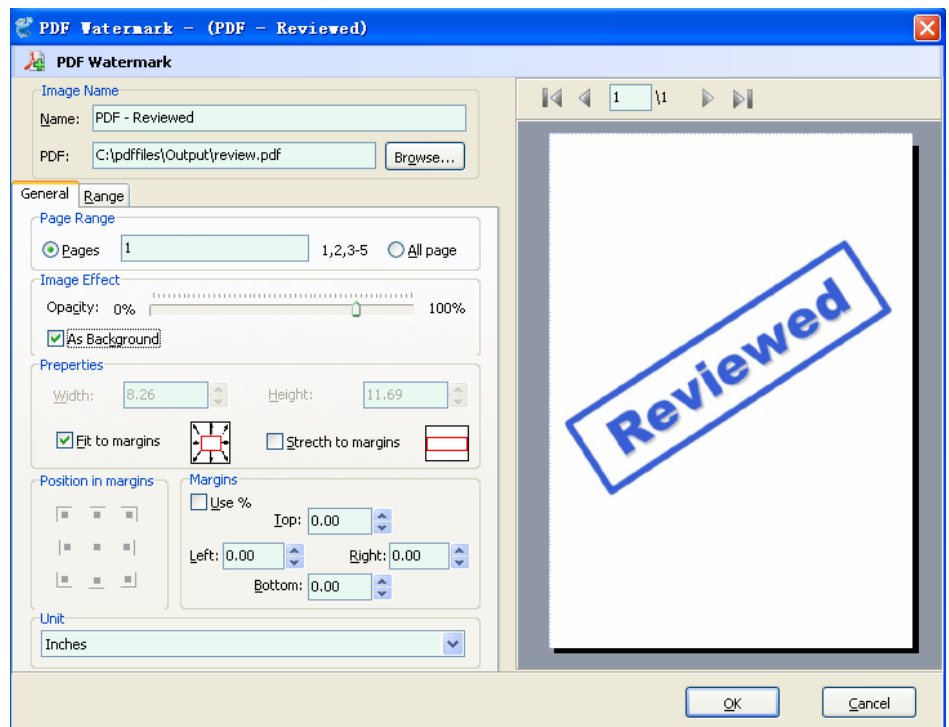 PDF Watermark - (PDF - Reviewed)
PDF Watermark
Image Name
Name: PDF - Reviewed
PDF: C:\pdffiles\Output\review.pdf Browse...
General Range
Page Range
Pages 1 1,2,3-5 All page
Image Effect
Opacity: 0% 100%
As Background
Preperties
Width: 8.26 Height: 11.69
Fit to margins Strecth to margins
Position in margins Margins
Use %
Top: 0.00
Left: 0.00 Right: 0.00
Bottom: 0.00
Unit
Inches
1 \1
Reviewed
OK Cancel